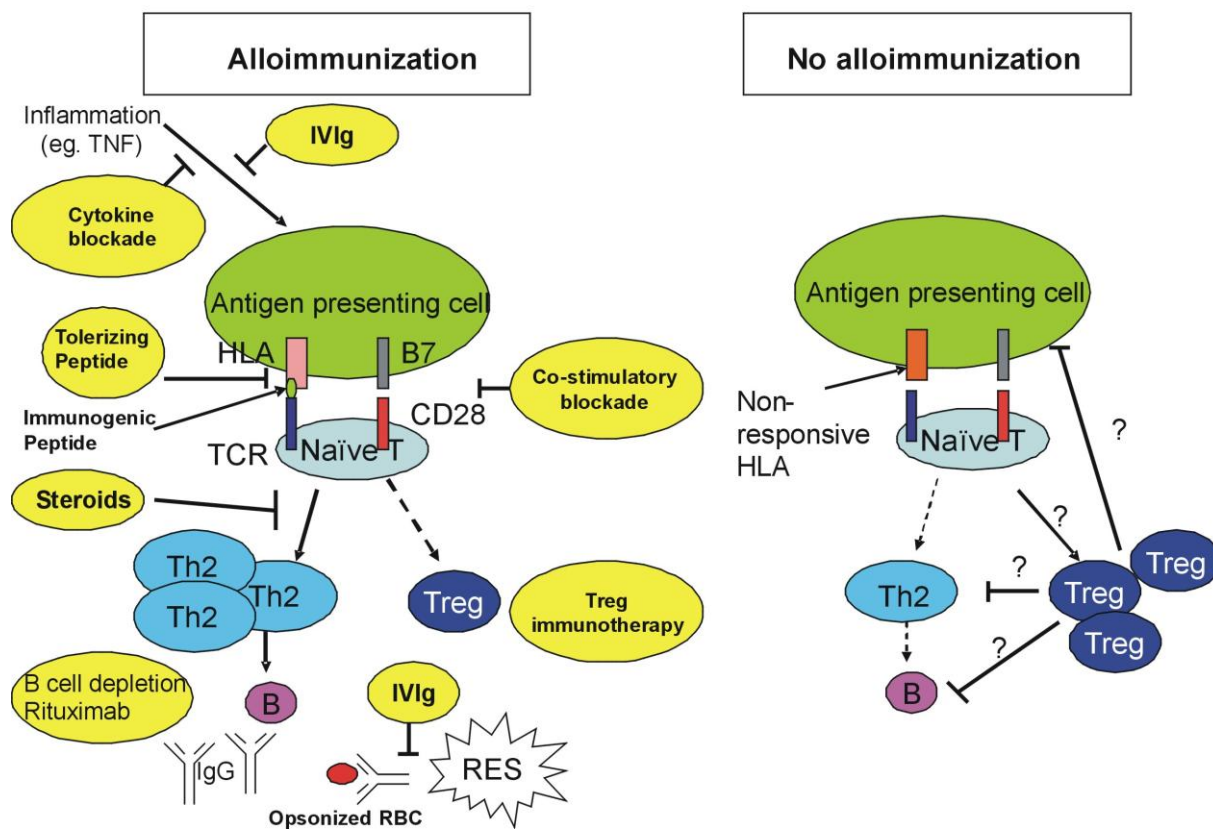 Alloimmunization
No alloimmunization
Inflammation
(eg. TNF)
IVIg
Cytokine
blockade
Antigen presenting cell
HLA
B7
Tolerizing
Peptide
Immunogenic
Peptide
Co-stimulatory
blockade
CD28
TCR
Naïve T
Steroids
Th2
Th2
Th2
Treg
Treg
immunotherapy
B cell depletion
Rituximab
B
IgG
IVIg
RES
Opsonized RBC
Antigen presenting cell
Non-
responsive
HLA
Naïve T
?
?
?
?
Th2
Treg
Treg
Treg
B